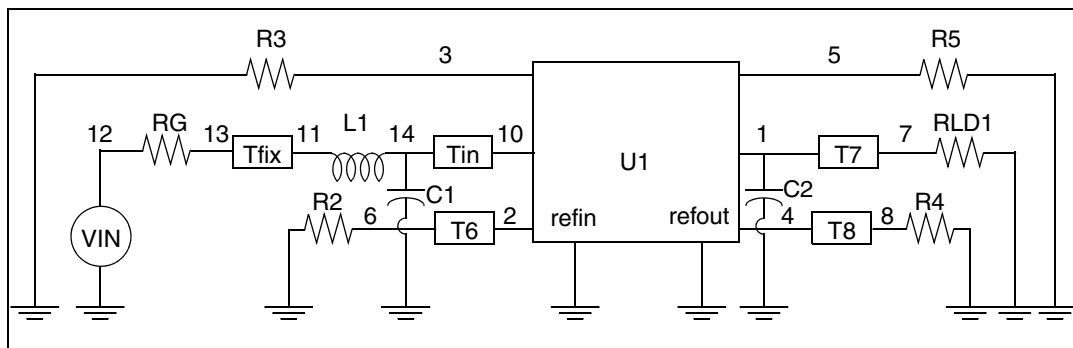 R3 3 5 R5
12 RG 13 Tfix 11 L1 14 Tin 10 U1 1 T7 7 RLD1
C1 C2
VIN R2 6 T6 2 refin refout 4 T8 8 R4